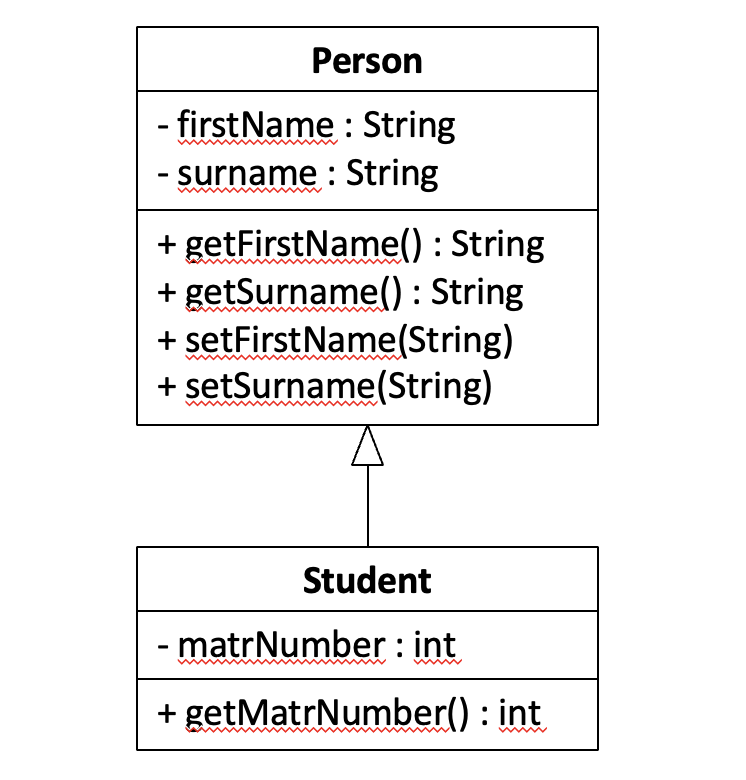 Person
- firstName : String
- surname : String
+ getFirstName() : String
+ getSurname() : String
+ setFirstName(String)
+ setSurname(String)
Student
- matrNumber : int
+ getMatrNumber() : int